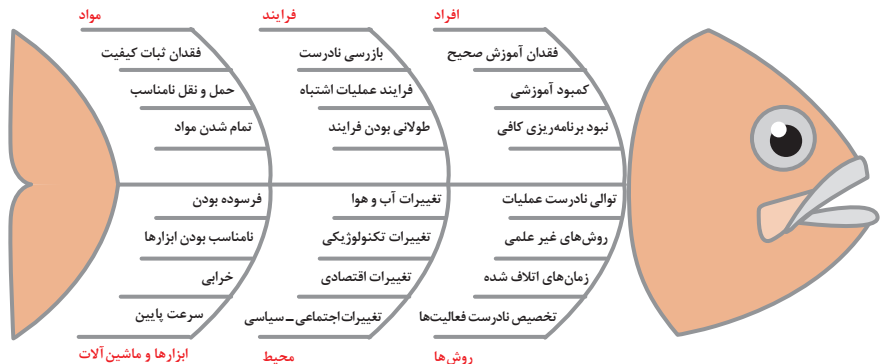 افراد
فقدان آموزش صحیح
کمبود آموزشی
نبود برنامه‌ریزی کافی
فرایند
بازرسی نادرست
فرایند عملیات اشتباه
طولانی بودن فرایند
مواد
فقدان ثبات کیفیت
حمل و نقل نامناسب
تمام شدن مواد
توالی نادرست عملیات
روش‌های غیر علمی
زمان‌های اتلاف شده
تخصیص نادرست فعالیت‌ها
روش‌ها
تغییرات آب و هوا
تغییرات تکنولوژیکی
تغییرات اقتصادی
تغییرات اجتماعی ـ سیاسی
محیط
فرسوده بودن
نامناسب بودن ابزارها
خرابی
سرعت پایین
ابزارها و ماشین آلات